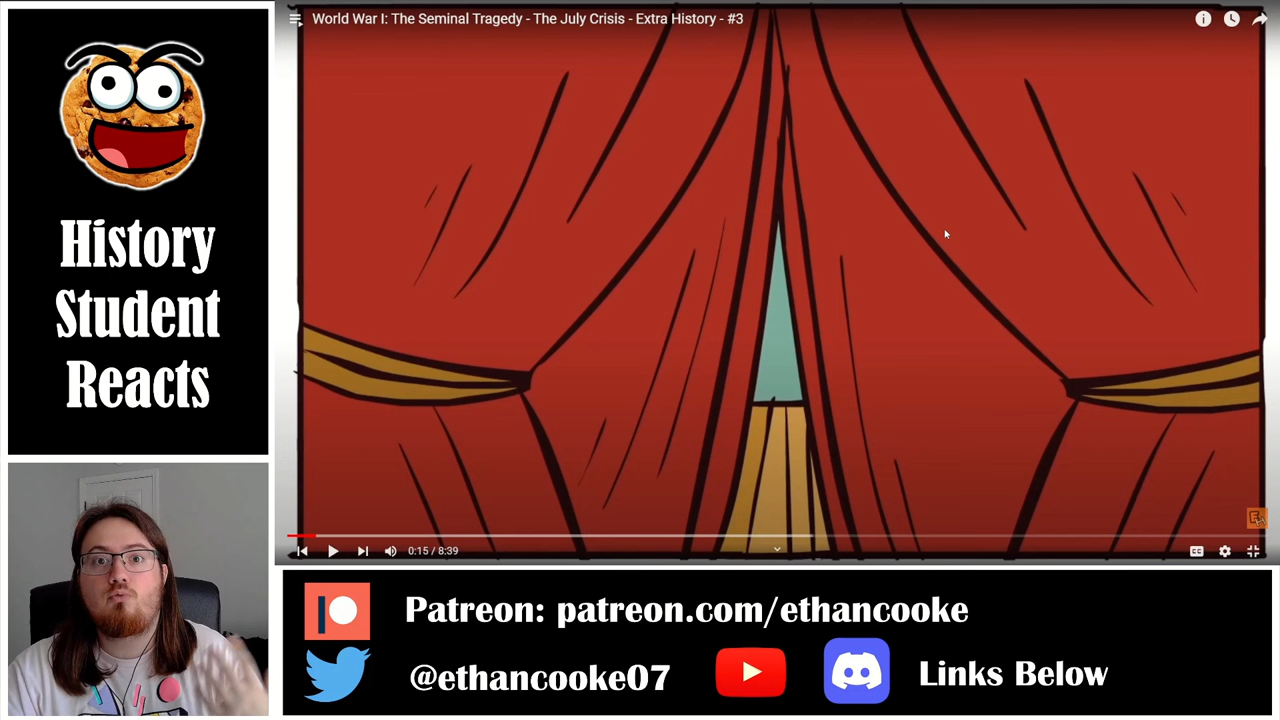 World War I: The Seminal Tragedy - The July Crisis - Extra History - #3
History
Student
Reacts
0:15 / 8:39
CC
Patreon: patreon.com/ethancooke
@ethancooke07
Links Below